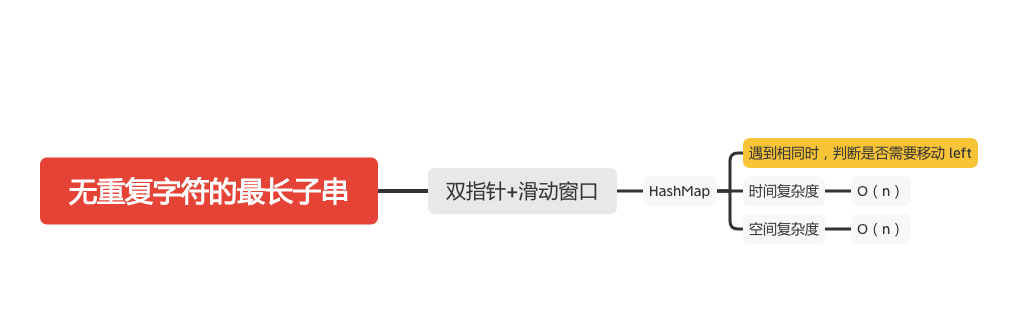 无重复字符的最长子串
双指针+滑动窗口
HashMap
遇到相同时，判断是否需要移动 left
时间复杂度
O（n）
空间复杂度
O（n）